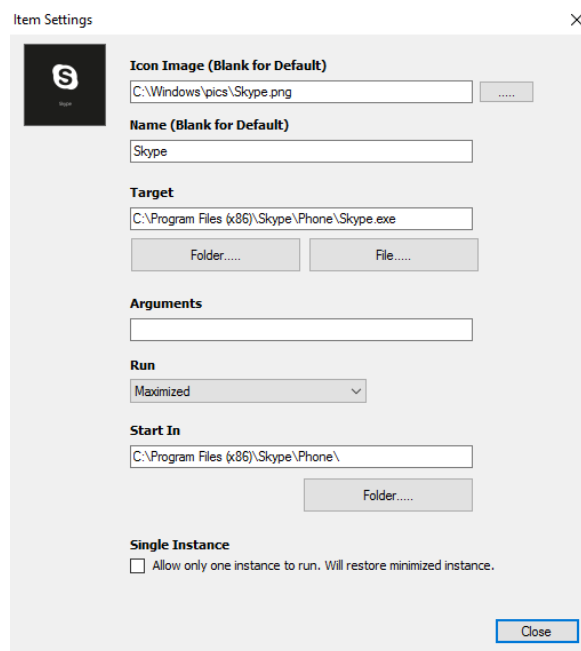 Item Settings
S
Skype
Icon Image (Blank for Default)
C:\Windows\pics\Skype.png
.....
Name (Blank for Default)
Skype
Target
C:\Program Files (x86)\Skype\Phone\Skype.exe
Folder.....
File.....
Arguments
Run
Maximized
Start In
C:\Program Files (x86)\Skype\Phone\
Folder.....
Single Instance
Allow only one instance to run. Will restore minimized instance.
Close